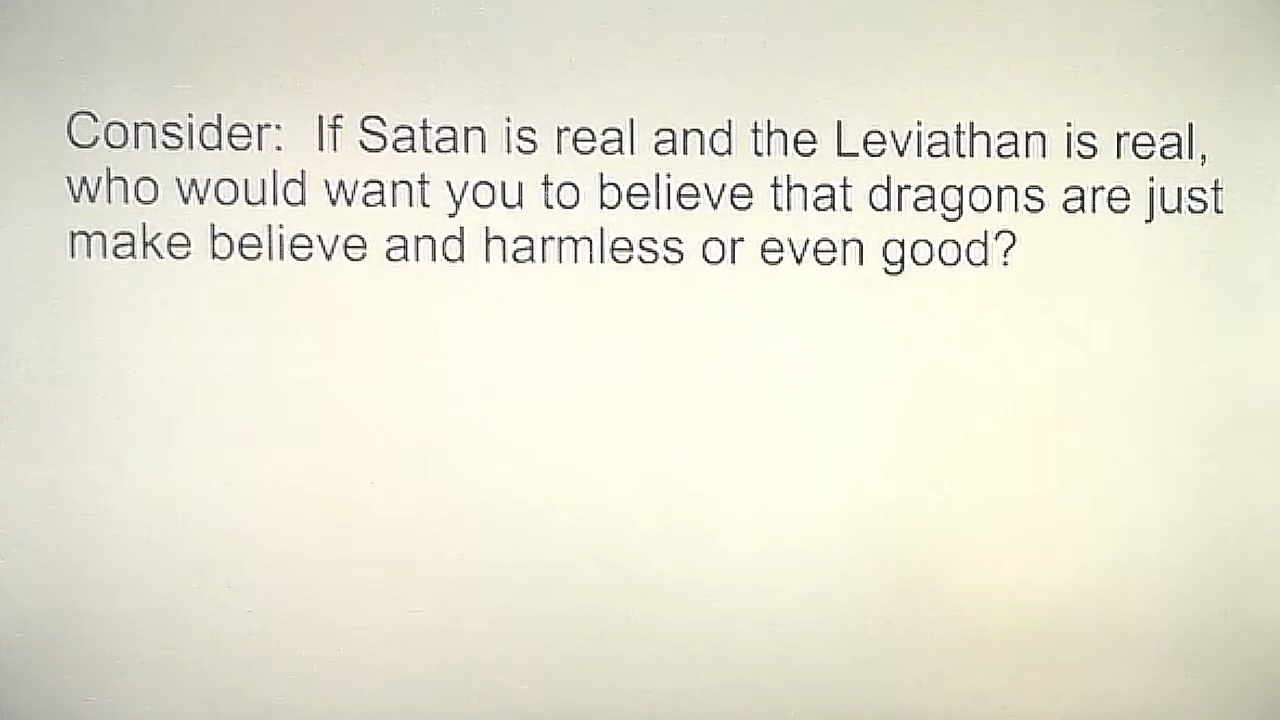 Consider:  If Satan is real and the Leviathan is real,
who would want you to believe that dragons are just
make believe and harmless or even good?